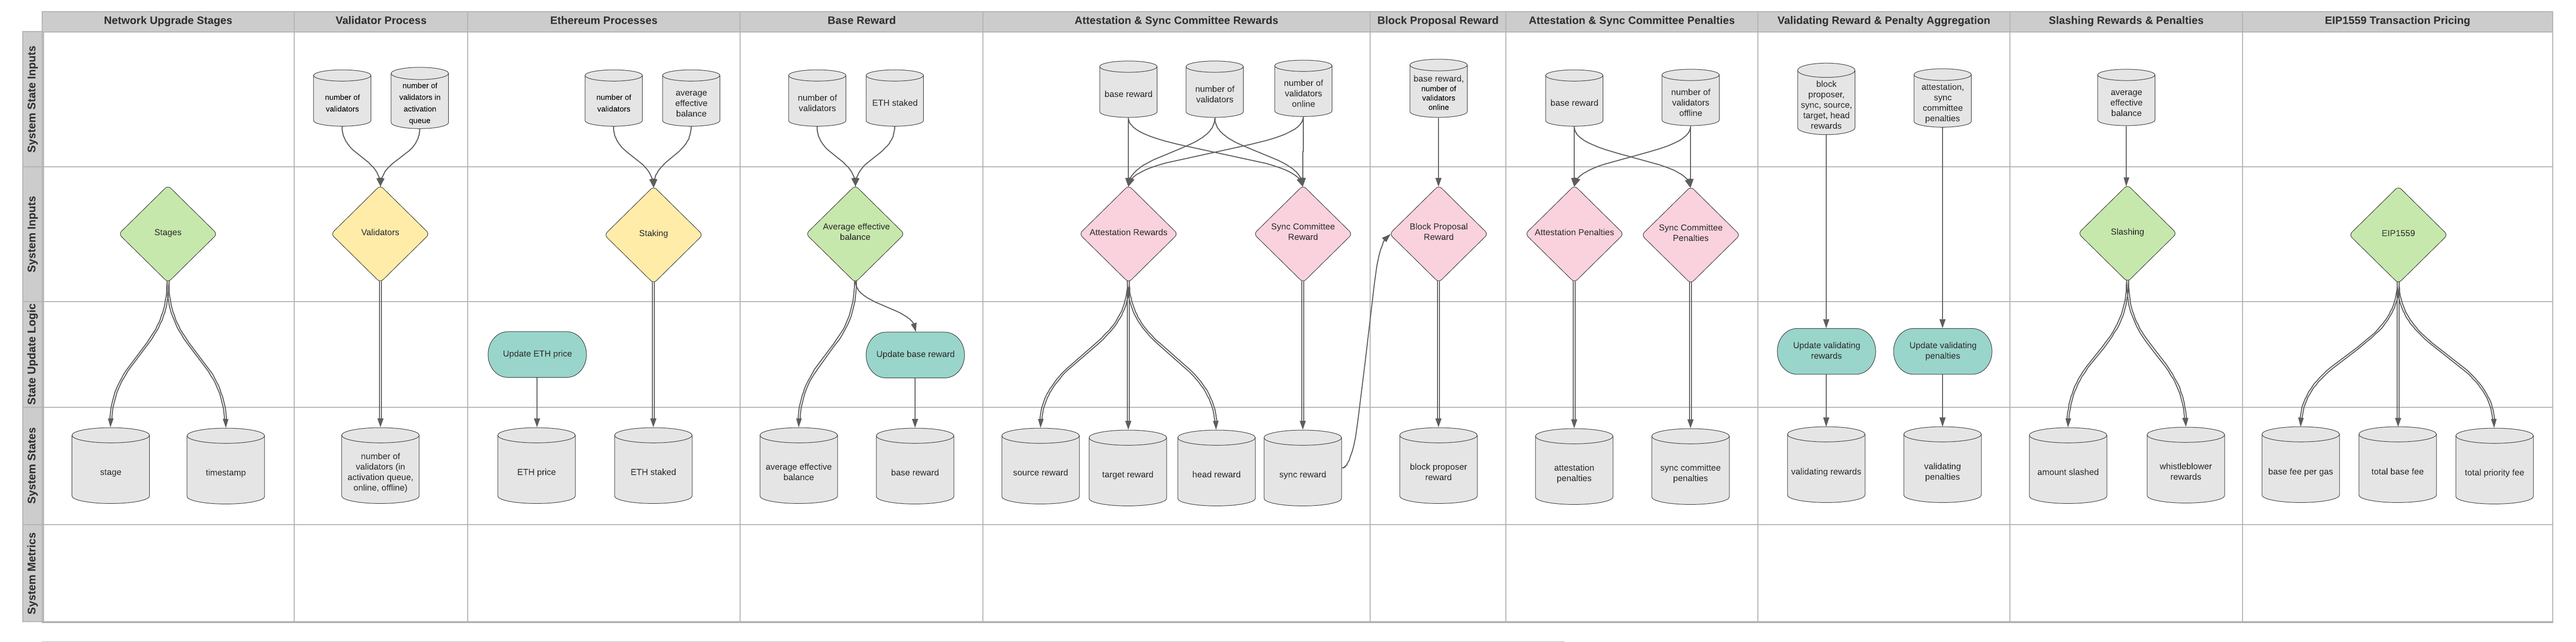 Network Upgrade Stages
Validator Process
Ethereum Processes
Base Reward
Attestation & Sync Committee Rewards
Block Proposal Reward
Attestation & Sync Committee Penalties
Validating Reward & Penalty Aggregation
Slashing Rewards & Penalties
EIP1559 Transaction Pricing
System State Inputs
number of
validators
number of
validators in
activation
queue
number of
validators
average
effective
balance
number of
validators
ETH staked
base reward
number of
validators
number of
validators
online
base reward,
number of
validators
online
base reward
number of
validators
offline
block
proposer,
sync, source,
target, head
rewards
attestation,
sync
committee
penalties
average
effective
balance
System Inputs
Stages
Validators
Staking
Average effective
balance
Attestation Rewards
Sync Committee
Reward
Block Proposal
Reward
Attestation Penalties
Sync Committee
Penalties
Slashing
EIP1559
State Update Logic
Update ETH price
Update base reward
Update validating
rewards
Update validating
penalties
System States
stage
timestamp
number of
validators (in
activation queue,
online, offline)
ETH price
ETH staked
average effective
balance
base reward
source reward
target reward
head reward
sync reward
block proposer
reward
attestation
penalties
sync committee
penalties
validating rewards
validating
penalties
amount slashed
whistleblower
rewards
base fee per gas
total base fee
total priority fee
System Metrics